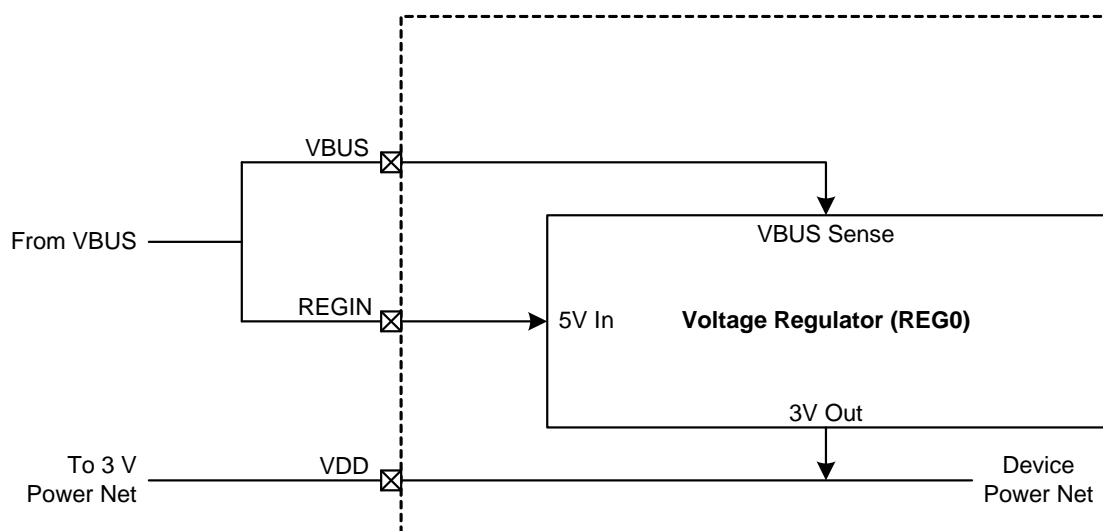 VBUS
From VBUS
VBUS Sense
REGIN
5V In
Voltage Regulator (REG0)
3V Out
To 3 V
Power Net
VDD
Device
Power Net